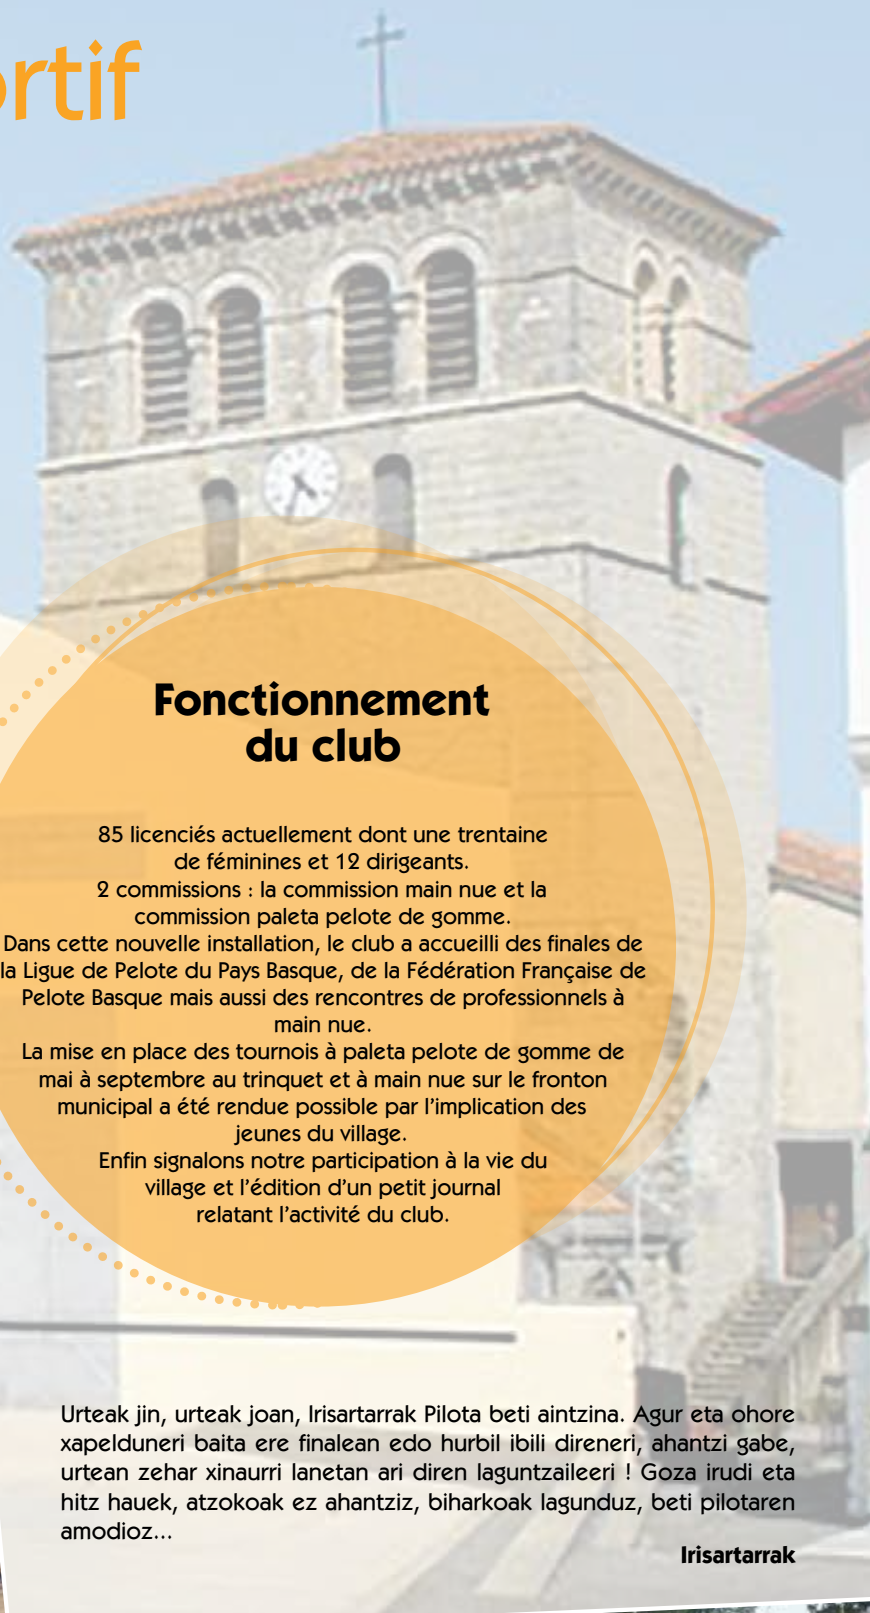 ortif
Fonctionnement
du club
85 licenciés actuellement dont une trentaine
de féminines et 12 dirigeants.
2 commissions : la commission main nue et la
commission paleta pelote de gomme.
Dans cette nouvelle installation, le club a accueilli des finales de
la Ligue de Pelote du Pays Basque, de la Fédération Française de
Pelote Basque mais aussi des rencontres de professionnels à
main nue.
La mise en place des tournois à paleta pelote de gomme de
mai à septembre au trinquet et à main nue sur le fronton
municipal a été rendue possible par l’implication des
jeunes du village.
Enfin signalons notre participation à la vie du
village et l’édition d’un petit journal
relatant l’activité du club.
Urteak jin, urteak joan, Irisartarrak Pilota beti aintzina. Agur eta ohore
xapelduneri baita ere finalean edo hurbil ibili direneri, ahantzi gabe,
urtean zehar xinaurri lanetan ari diren laguntzaileeri ! Goza irudi eta
hitz hauek, atzokoak ez ahantziz, biharkoak lagunduz, beti pilotaren
amodioz...
Irisartarrak